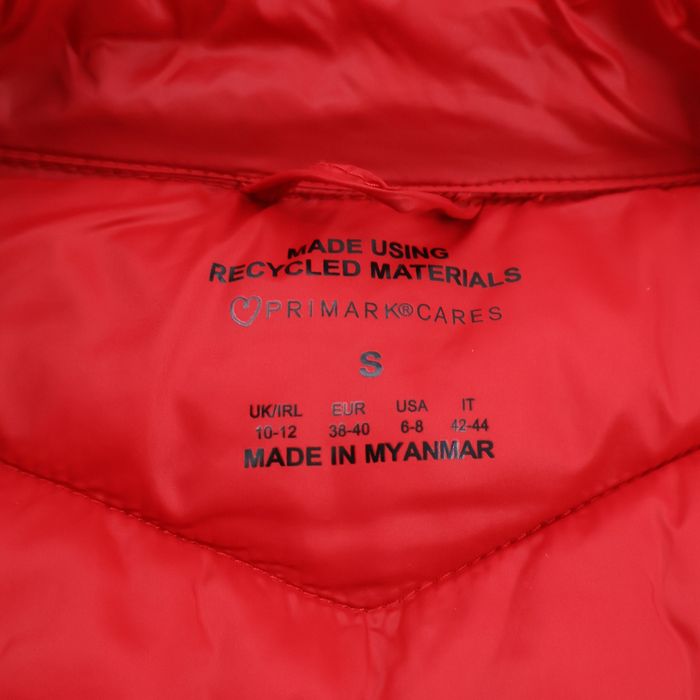 MADE USING
RECYCLED MATERIALS
PRIMARK®CARES
S
UK/IRL EUR USA IT
10-12 38-40 6-8 42-44
MADE IN MYANMAR